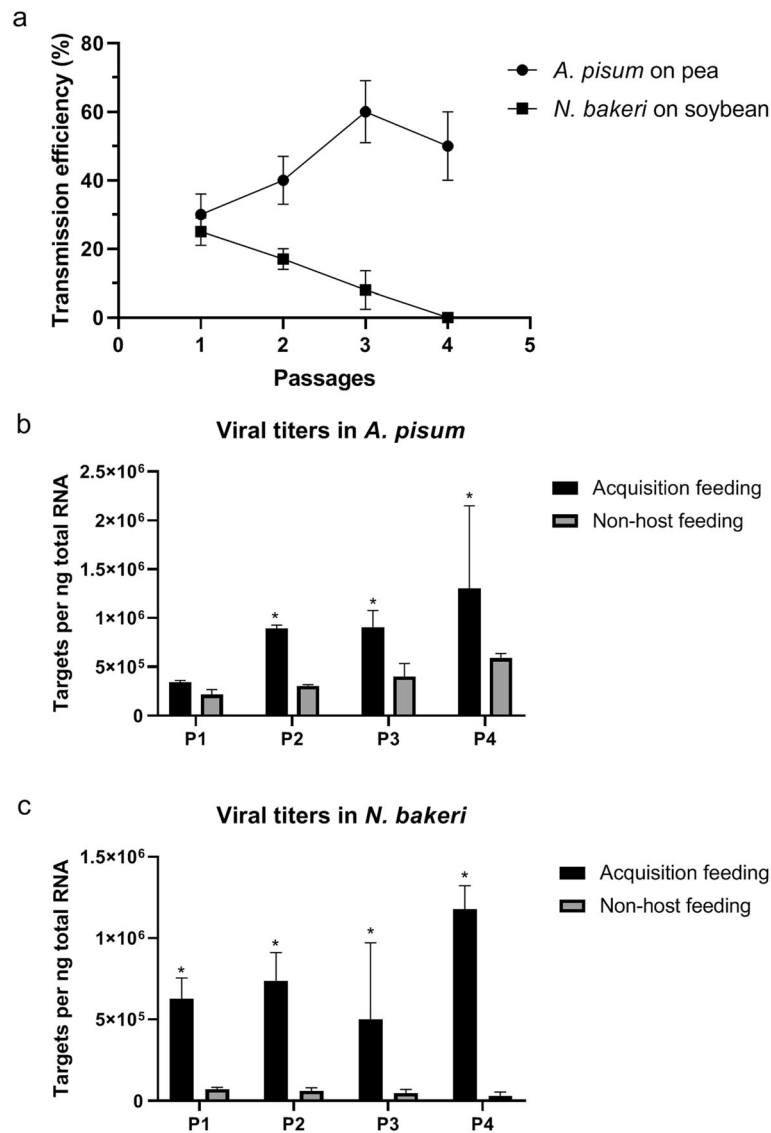 a
Transmission efficiency (%)
80
60
40
20
0
0 1 2 3 4 5
Passages
A. pisum on pea
N. bakeri on soybean
b
Viral titers in A. pisum
Targets per ng total RNA
2.5×10⁶
2×10⁶
1.5×10⁶
1×10⁶
5×10⁵
0
* * *
P1 P2 P3 P4
Acquisition feeding
Non-host feeding
c
Viral titers in N. bakeri
Targets per ng total RNA
1.5×10⁶
1×10⁶
5×10⁵
0
* * * *
P1 P2 P3 P4
Acquisition feeding
Non-host feeding